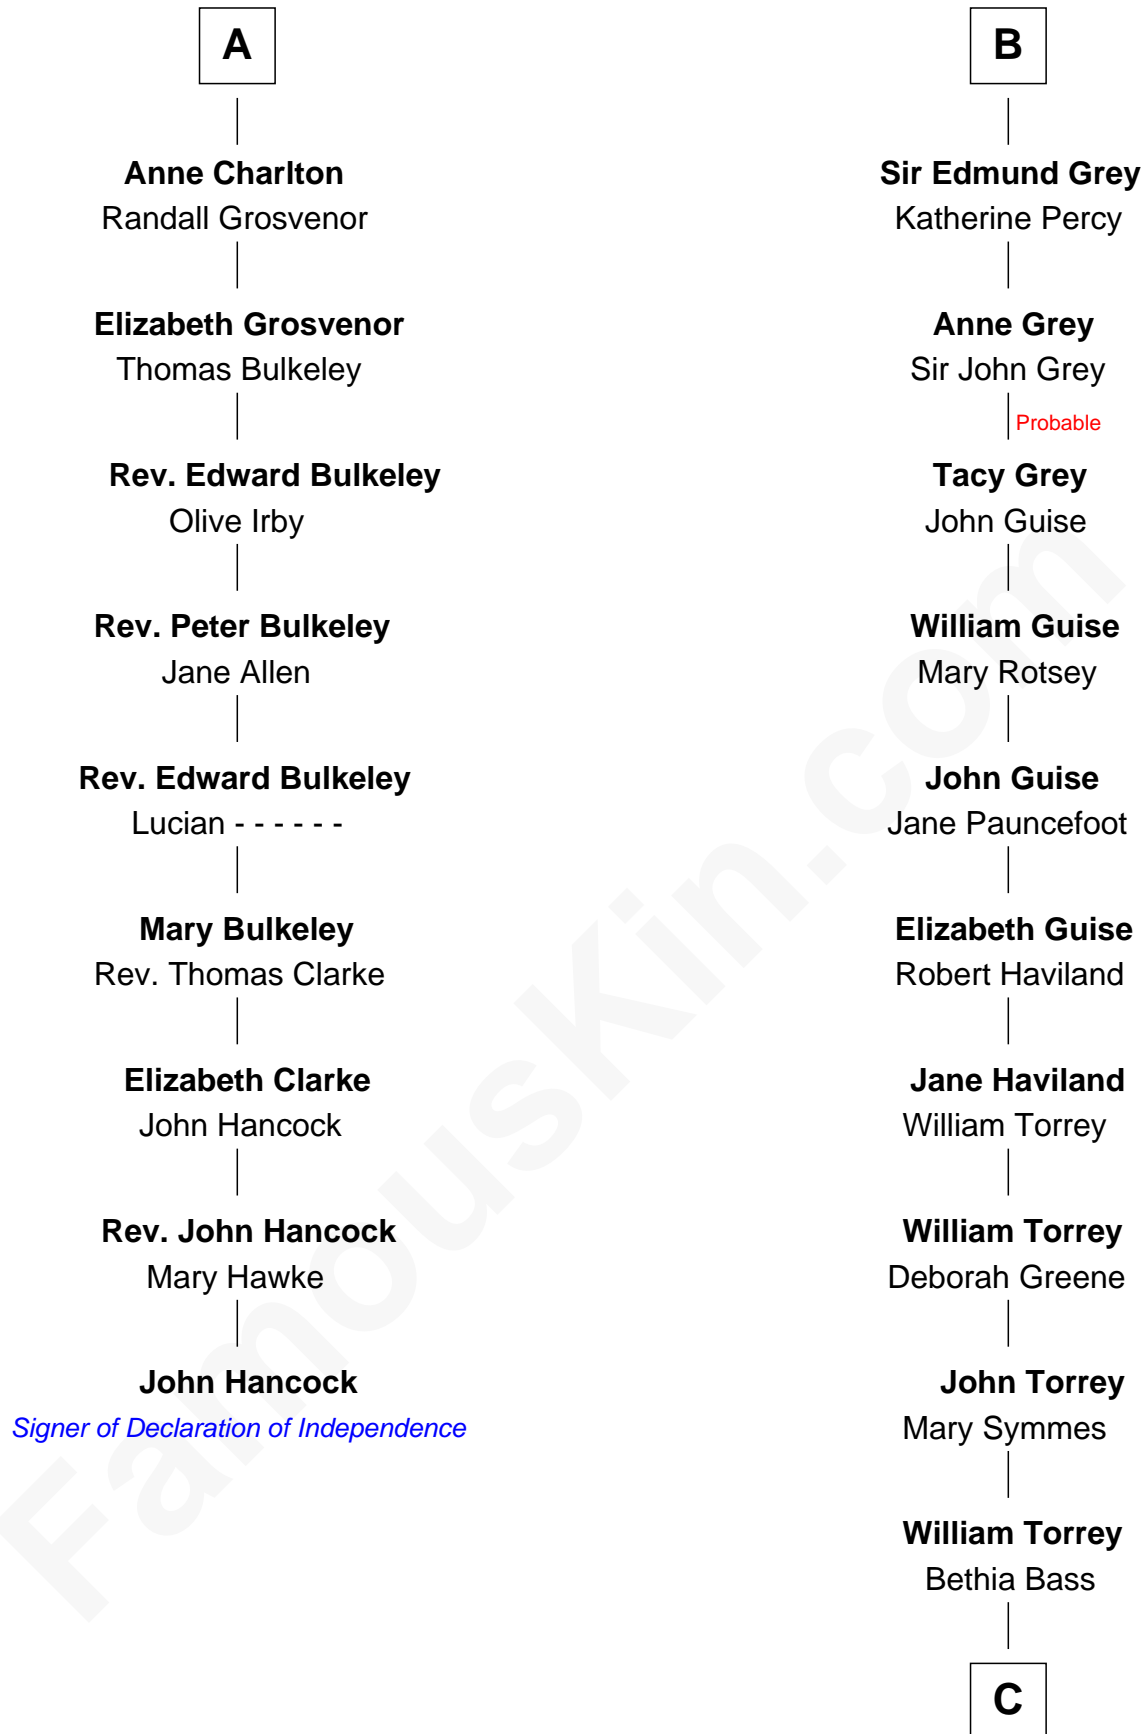 A
Anne Charlton
Randall Grosvenor
Elizabeth Grosvenor
Thomas Bulkeley
Rev. Edward Bulkeley
Olive Irby
Rev. Peter Bulkeley
Jane Allen
Rev. Edward Bulkeley
Lucian - - - - - -
Mary Bulkeley
Rev. Thomas Clarke
Elizabeth Clarke
John Hancock
Rev. John Hancock
Mary Hawke
John Hancock
Signer of Declaration of Independence
B
Sir Edmund Grey
Katherine Percy
Anne Grey
Sir John Grey
Probable
Tacy Grey
John Guise
William Guise
Mary Rotsey
John Guise
Jane Pauncefoot
Elizabeth Guise
Robert Haviland
Jane Haviland
William Torrey
William Torrey
Deborah Greene
John Torrey
Mary Symmes
William Torrey
Bethia Bass
C
FamousKin.com